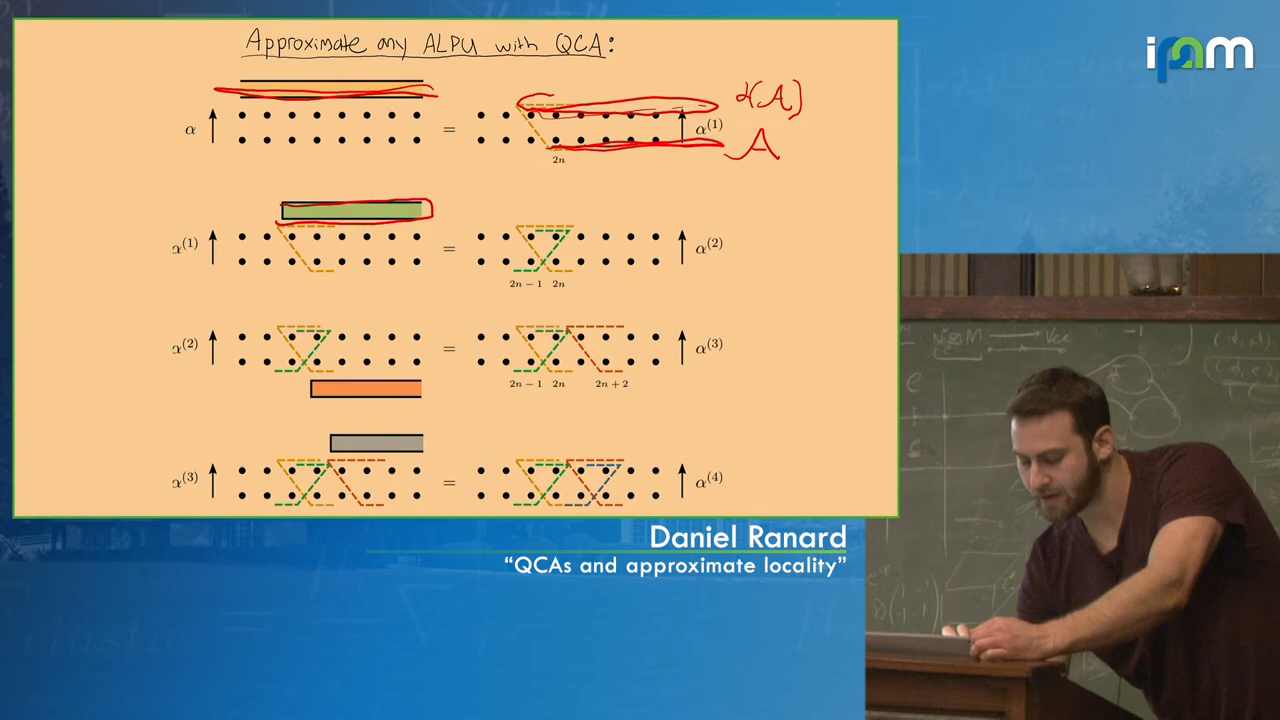 Approximate any ALPU with QCA:
α = α(1)
α(A)
A
2n
α(1) = α(2)
2n − 1 2n
α(2) = α(3)
2n − 1 2n 2n + 2
α(3) = α(4)
ipam
Daniel Ranard
“QCAs and approximate locality”